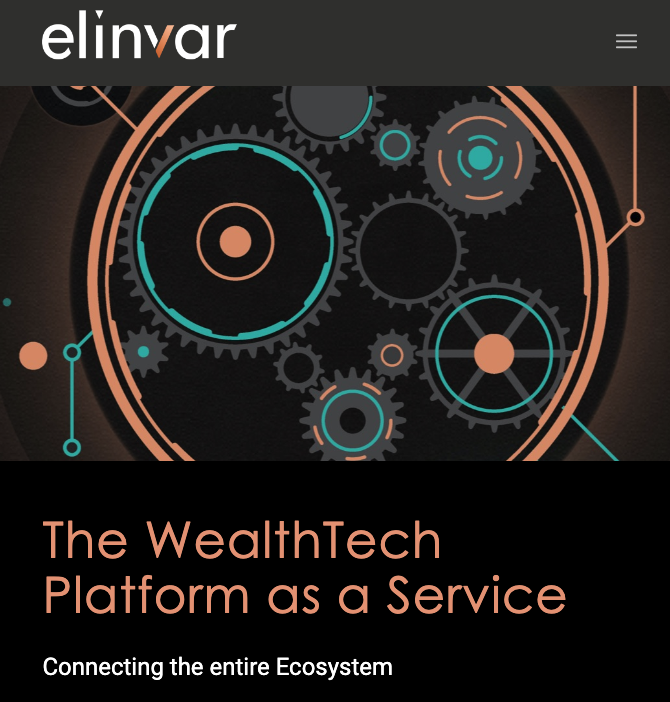 elinvar
The WealthTech
Platform as a Service
Connecting the entire Ecosystem